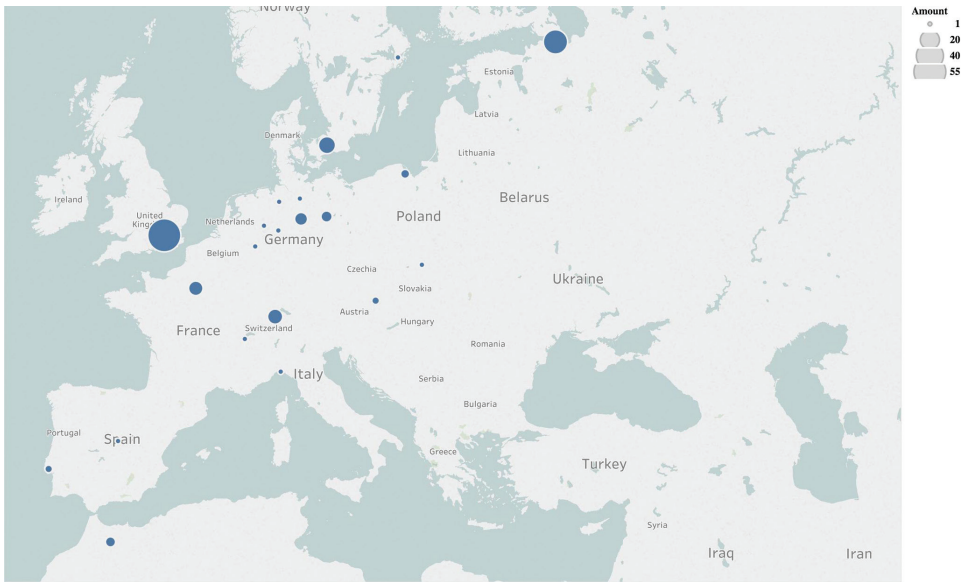 Norway
Amount
1
20
40
55
Estonia
Latvia
Denmark
Lithuania
Ireland
United
Kingdom
Netherlands
Belarus
Poland
Germany
Belgium
Czechia
Ukraine
Slovakia
Austria
Hungary
France
Switzerland
Romania
Italy
Serbia
Bulgaria
Portugal
Spain
Greece
Turkey
Syria
Iraq
Iran